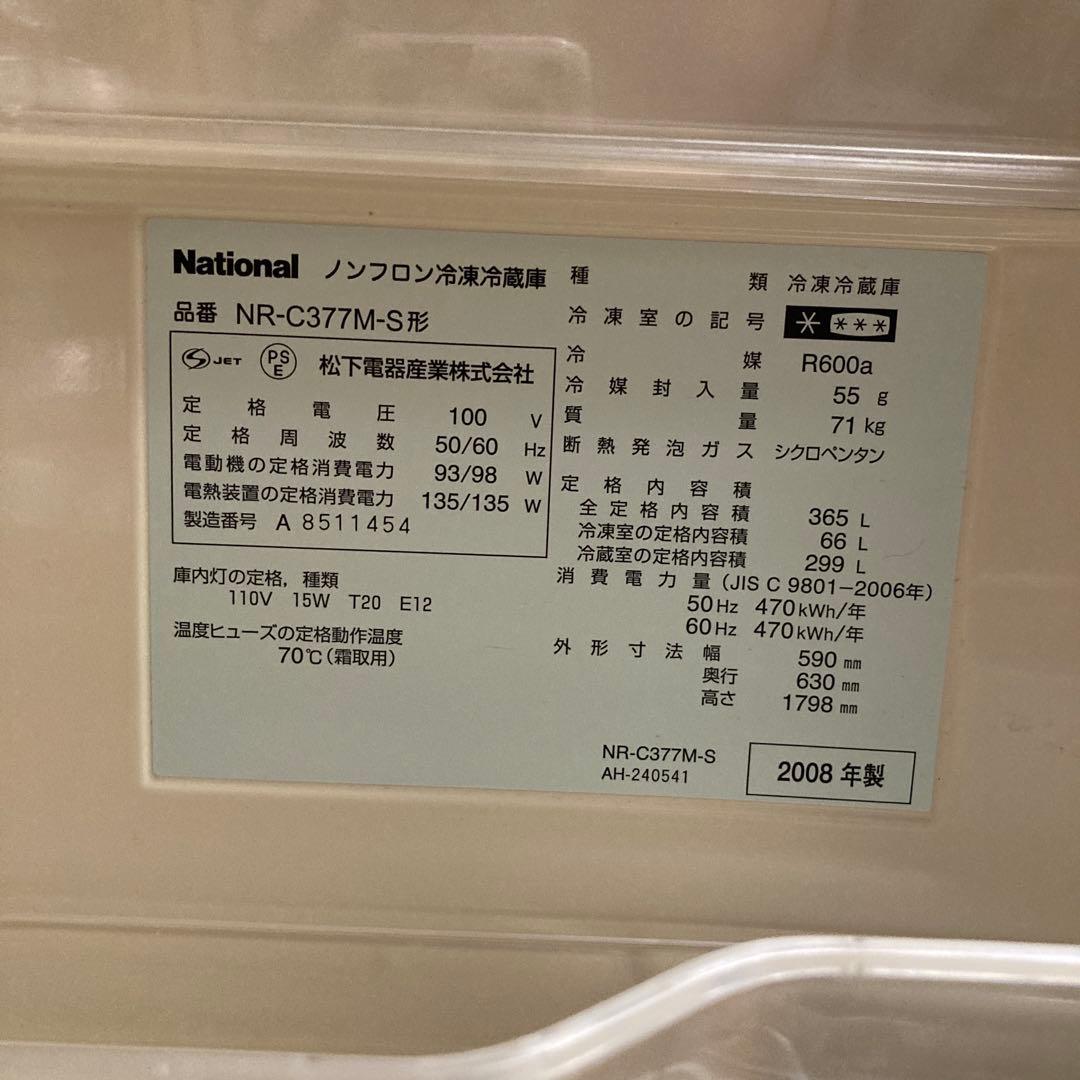 National ノンフロン冷凍冷蔵庫
品番 NR-C377M-S形
S JET PS E 松下電器産業株式会社
定格電圧 100 V
定格周波数 50/60 Hz
電動機の定格消費電力 93/98 W
電熱装置の定格消費電力 135/135 W
製造番号 A 8511454
庫内灯の定格，種類
110V 15W T20 E12
温度ヒューズの定格動作温度
70℃(霜取用)
種類 冷凍冷蔵庫
冷凍室の記号 * ***
冷媒 R600a
冷媒封入量 55 g
質量 71 kg
断熱発泡ガス シクロペンタン
定格内容積
全定格内容積 365 L
冷凍室の定格内容積 66 L
冷蔵室の定格内容積 299 L
消費電力量(JIS C 9801−2006年)
50Hz 470kWh/年
60Hz 470kWh/年
外形寸法幅 590 mm
奥行 630 mm
高さ 1798 mm
NR-C377M-S
AH-240541
2008 年製